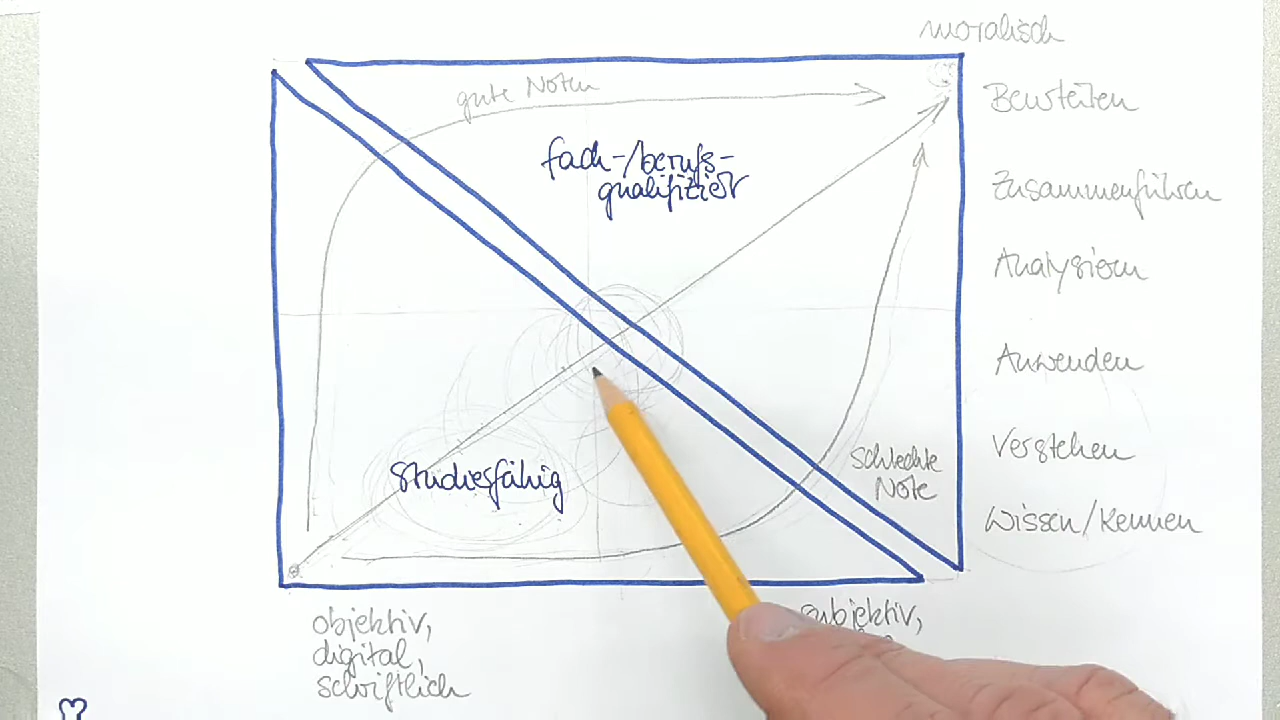 moralisch
gute Noten
Bewerten
fach-/berufs-
qualifiziert
Zusammenführen
Analysieren
Anwenden
Verstehen
schlechte
Note
studierfähig
Wissen/Kennen
objektiv,
digital,
schriftlich
subjektiv,